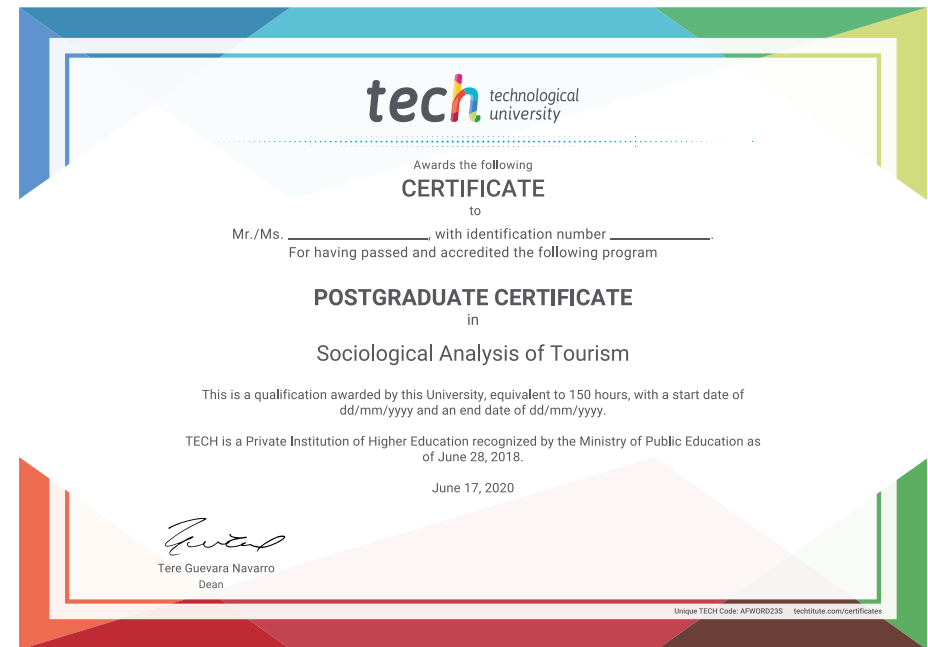 tech technological
university
Awards the following
CERTIFICATE
to
Mr./Ms. ____________________, with identification number ______________.
For having passed and accredited the following program
POSTGRADUATE CERTIFICATE
in
Sociological Analysis of Tourism
This is a qualification awarded by this University, equivalent to 150 hours, with a start date of
dd/mm/yyyy and an end date of dd/mm/yyyy.
TECH is a Private Institution of Higher Education recognized by the Ministry of Public Education as
of June 28, 2018.
June 17, 2020
Tere Guevara Navarro
Dean
Unique TECH Code: AFWORD23S techtitute.com/certificates